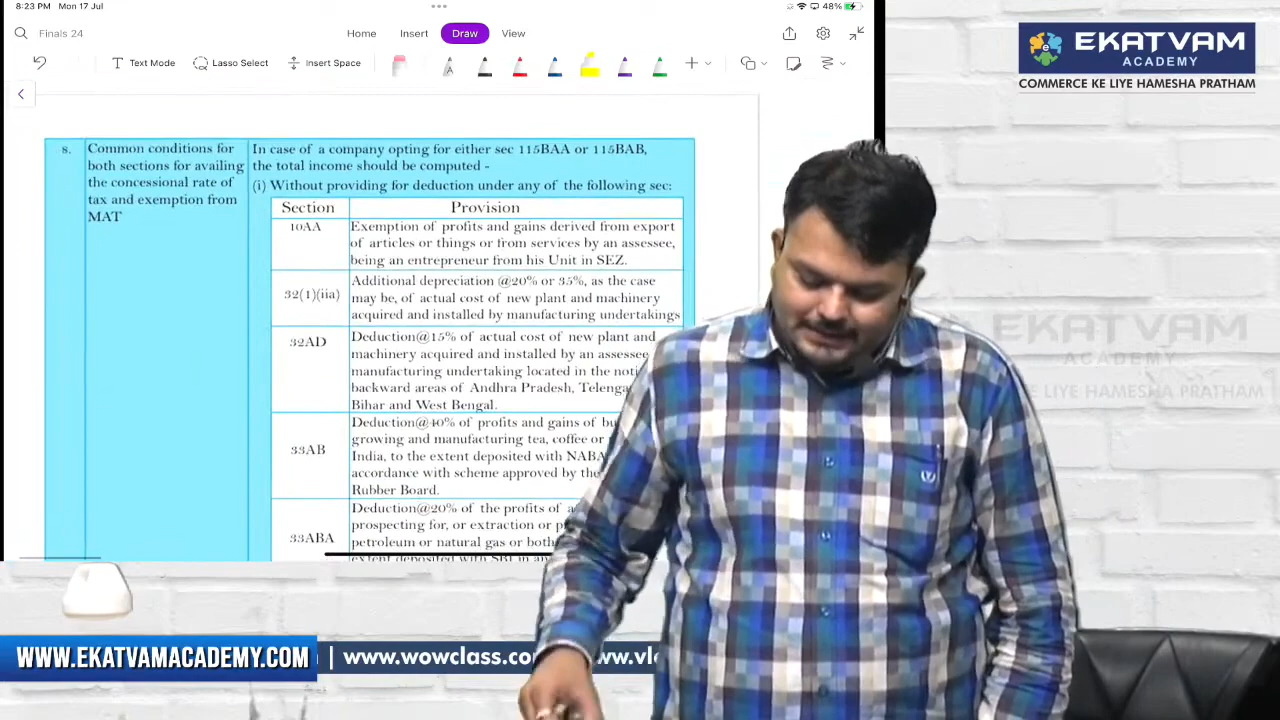 8:23 PM Mon 17 Jul
48%
Finals 24
Home
Insert
Draw
View
Text Mode
Lasso Select
Insert Space
EKATVAM
ACADEMY
COMMERCE KE LIYE HAMESHA PRATHAM
8.
Common conditions for
both sections for availing
the concessional rate of
tax and exemption from
MAT
In case of a company opting for either sec 115BAA or 115BAB,
the total income should be computed -
(i) Without providing for deduction under any of the following sec:
Section Provision
10AA
Exemption of profits and gains derived from export
of articles or things or from services by an assessee,
being an entrepreneur from his Unit in SEZ.
32(1)(iia)
Additional depreciation @20% or 35%, as the case
may be, of actual cost of new plant and machinery
acquired and installed by manufacturing undertakings
32AD
Deduction@15% of actual cost of new plant and
machinery acquired and installed by an assessee
manufacturing undertaking located in the
backward areas of Andhra Pradesh,
Bihar and West Bengal.
33AB
Deduction@40% of profits and gains of
growing and manufacturing tea, coffee or
India, to the extent deposited with
accordance with scheme approved by the
Rubber Board.
33ABA
Deduction@20% of the profits of a
prospecting for, or extraction or
petroleum or natural gas or both
extent deposited with SBI in
EKATVAM
ACADEMY
LIYE HAMESHA PRATHAM
WWW.EKATVAMACADEMY.COM
| www.wowclass.co